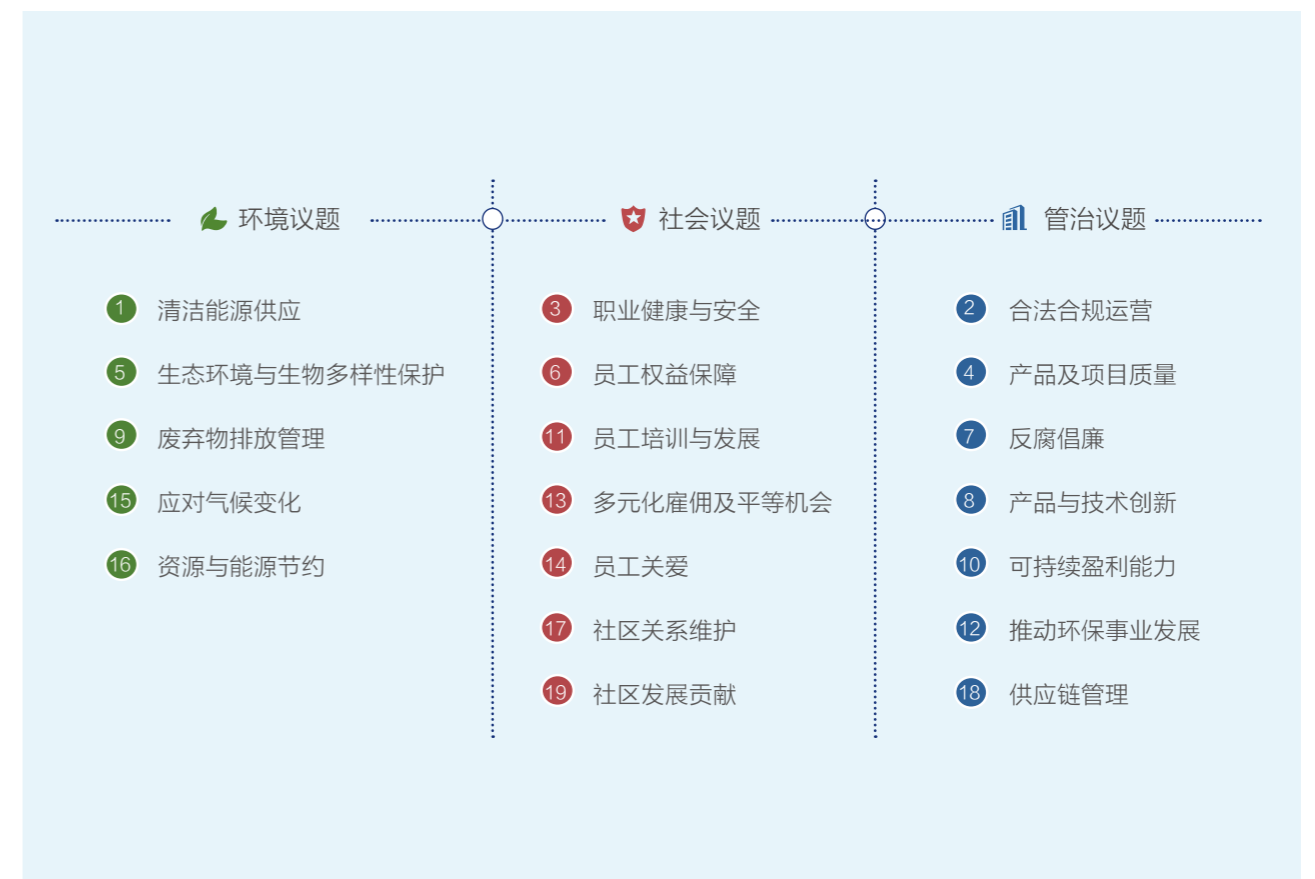 环境议题
1 清洁能源供应
5 生态环境与生物多样性保护
9 废弃物排放管理
15 应对气候变化
16 资源与能源节约
社会议题
3 职业健康与安全
6 员工权益保障
11 员工培训与发展
13 多元化雇佣及平等机会
14 员工关爱
17 社区关系维护
19 社区发展贡献
管治议题
2 合法合规运营
4 产品及项目质量
7 反腐倡廉
8 产品与技术创新
10 可持续盈利能力
12 推动环保事业发展
18 供应链管理